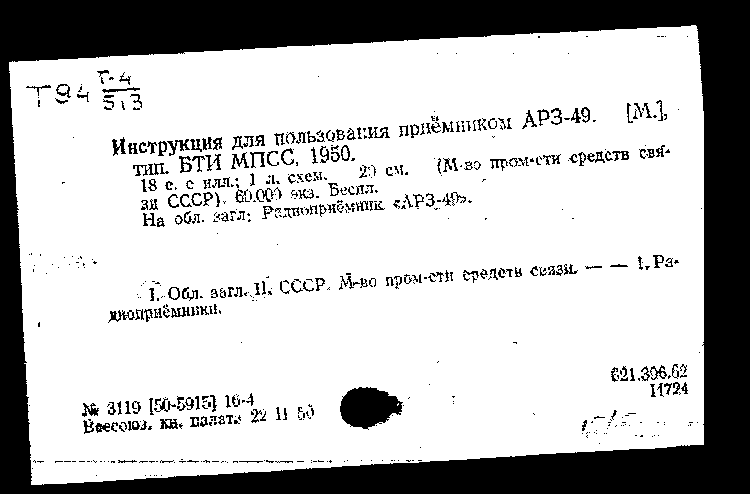 Т94 Т-4
513
Инструкция для пользования приёмником АРЗ-49. [М.],
тип. БТИ МПСС, 1950.
18 с. с илл.; 1 л. схем. 20 см. (М-во пром-сти средств свя-
зи СССР). 60.000 экз. Беспл.
На обл. загл: Радиоприёмник «АРЗ-49».
I. Обл. загл. II. СССР. М-во пром-сти средств связи. — — 1. Ра-
диоприёмники.
621.396.62
И724
№ 3119 [50-5915] 16-4
Всесоюз. кн. палата 22 II 50